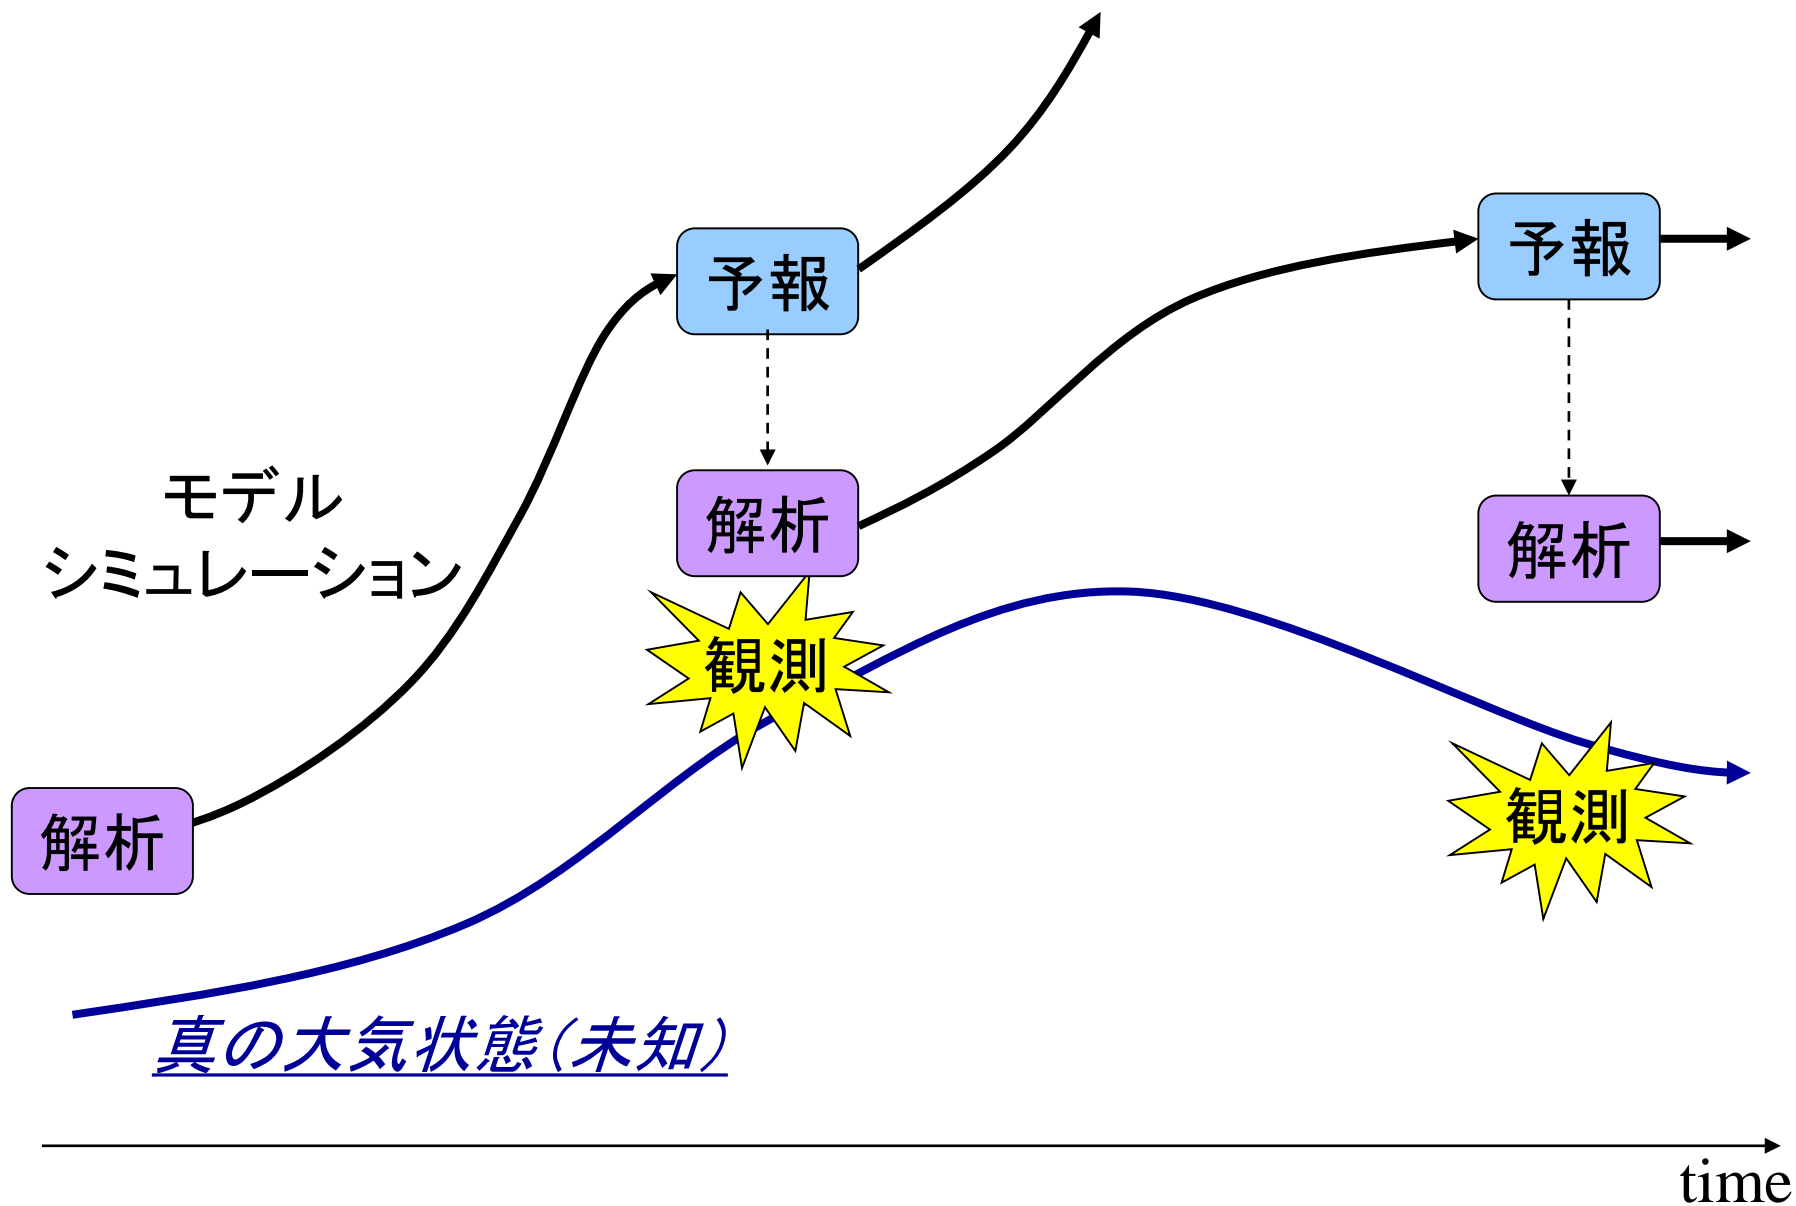 予報
予報
モデル
シミュレーション
解析
解析
観測
観測
解析
真の大気状態(未知)
time